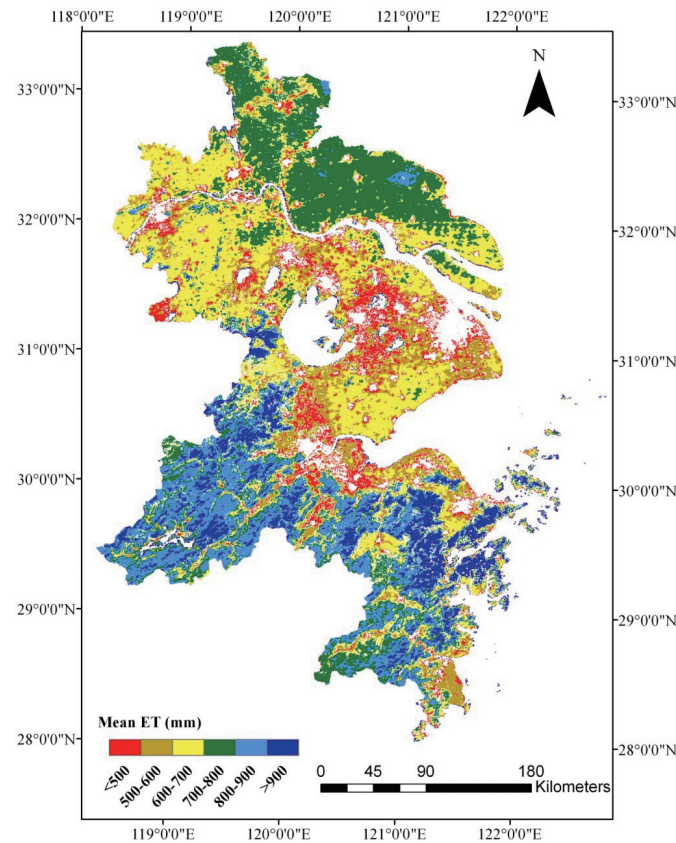 118°0'0"E 119°0'0"E 120°0'0"E 121°0'0"E 122°0'0"E
N
33°0'0"N 33°0'0"N
32°0'0"N 32°0'0"N
31°0'0"N 31°0'0"N
30°0'0"N 30°0'0"N
29°0'0"N 29°0'0"N
28°0'0"N 28°0'0"N
Mean ET (mm)
<500 500-600 600-700 700-800 800-900 >900
0 45 90 180
Kilometers
119°0'0"E 120°0'0"E 121°0'0"E 122°0'0"E